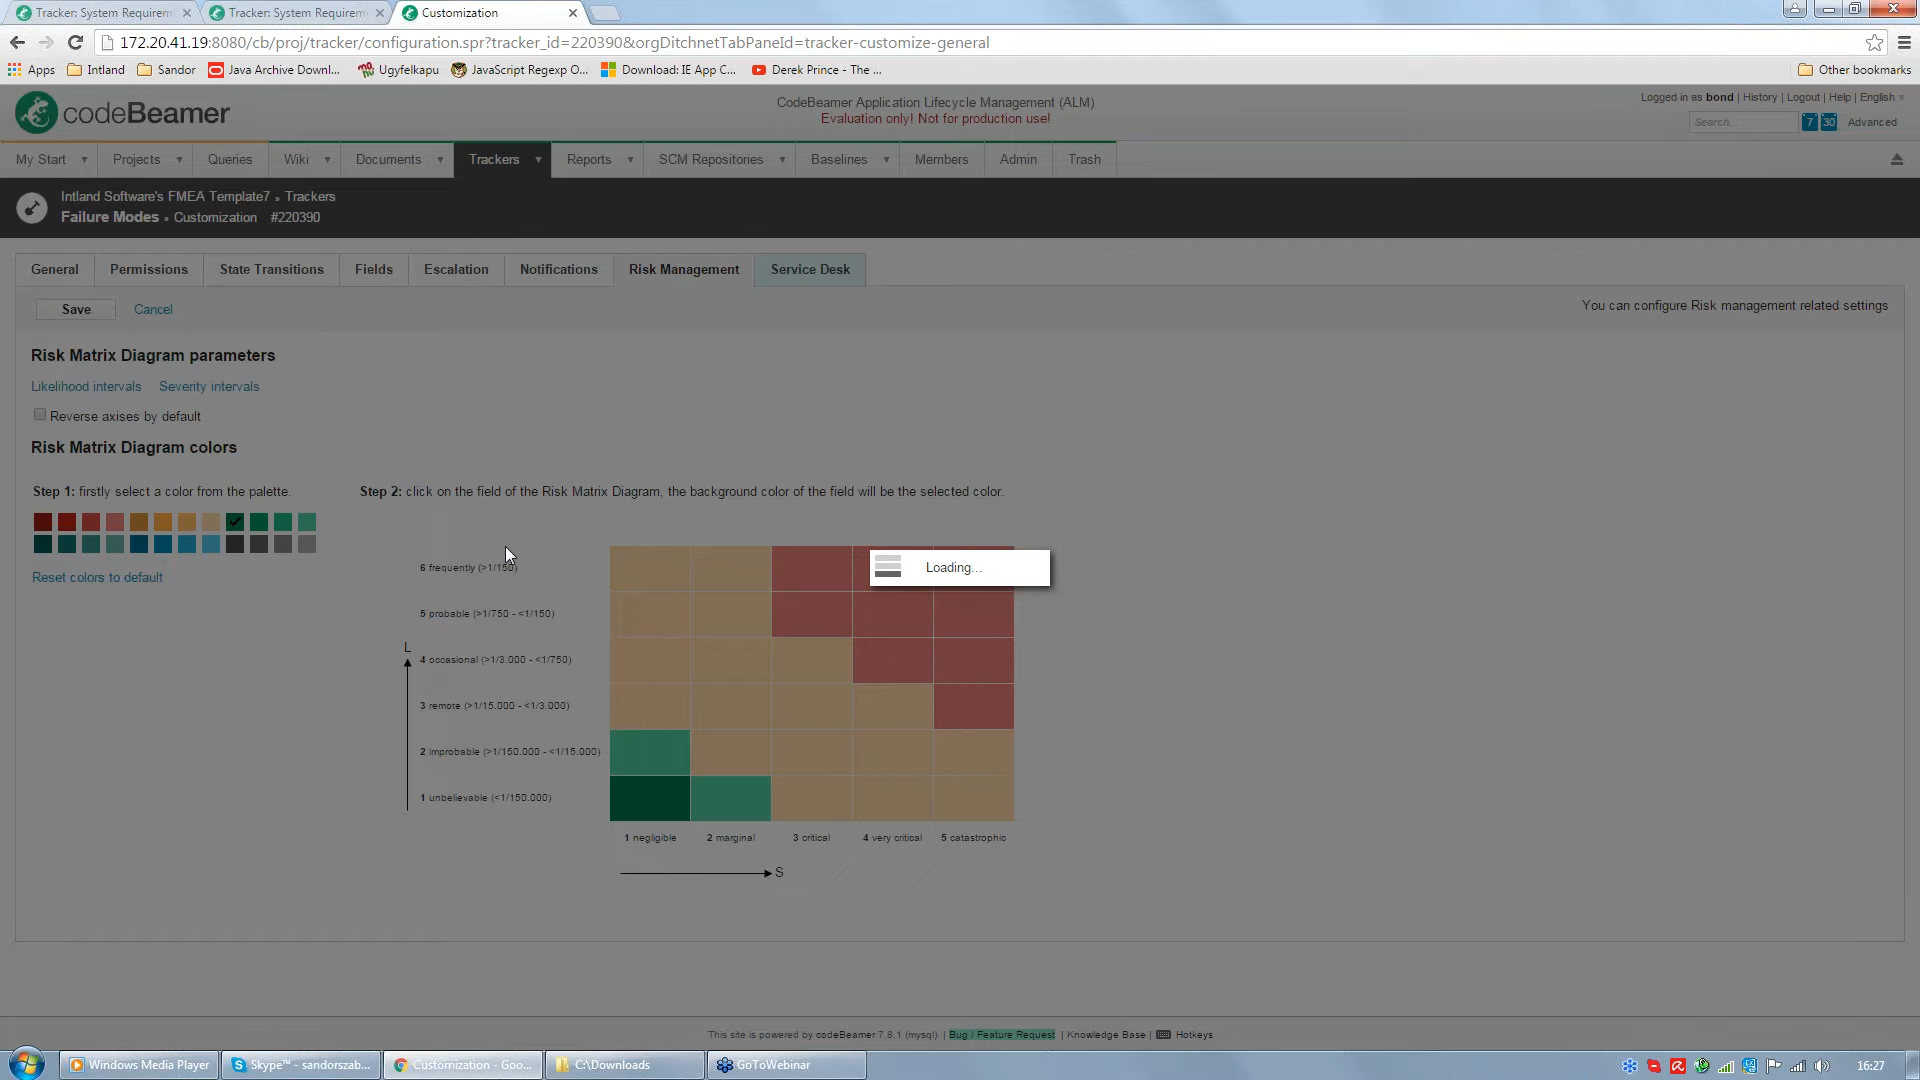 Tracker: System Requirem
Tracker: System Requirem
Customization
172.20.41.19:8080/cb/proj/tracker/configuration.spr?tracker_id=220390&orgDitchnetTabPaneId=tracker-customize-general
Apps Intland Sandor Java Archive Downl... Ugyfelkapu JavaScript Regexp O... Download: IE App C... Derek Prince - The ... Other bookmarks
codeBeamer
CodeBeamer Application Lifecycle Management (ALM)
Evaluation only! Not for production use!
Logged in as bond | History | Logout | Help | English
Search... 7 30 Advanced
My Start Projects Queries Wiki Documents Trackers Reports SCM Repositories Baselines Members Admin Trash
Intland Software's FMEA Template7 » Trackers
Failure Modes » Customization #220390
General Permissions State Transitions Fields Escalation Notifications Risk Management Service Desk
Save Cancel
You can configure Risk management related settings
Risk Matrix Diagram parameters
Likelihood intervals Severity intervals
Reverse axises by default
Risk Matrix Diagram colors
Step 1: firstly select a color from the palette.
Step 2: click on the field of the Risk Matrix Diagram, the background color of the field will be the selected color.
Reset colors to default
Loading...
6 frequently (>1/150)
5 probable (>1/750 - <1/150)
L
4 occasional (>1/3.000 - <1/750)
3 remote (>1/15.000 - <1/3.000)
2 improbable (>1/150.000 - <1/15.000)
1 unbelievable (<1/150.000)
1 negligible 2 marginal 3 critical 4 very critical 5 catastrophic
S
This site is powered by codeBeamer 7.8.1 (mysql). | Bug / Feature Request | Knowledge Base | Hotkeys
Windows Media Player Skype™ - sandorszab... Customization - Goo... C:\Downloads GoToWebinar 16:27